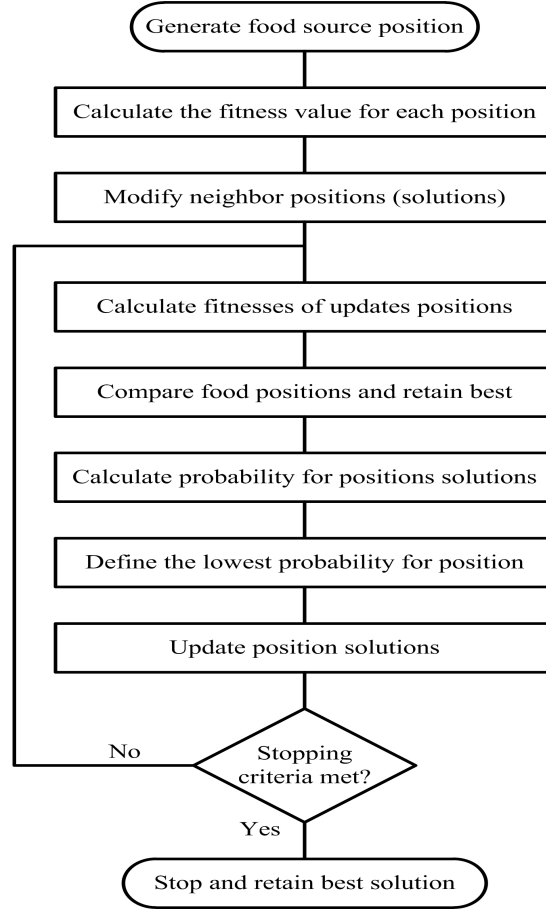 Generate food source position
Calculate the fitness value for each position
Modify neighbor positions (solutions)
Calculate fitnesses of updates positions
Compare food positions and retain best
Calculate probability for positions solutions
Define the lowest probability for position
Update position solutions
No
Stopping
criteria met?
Yes
Stop and retain best solution